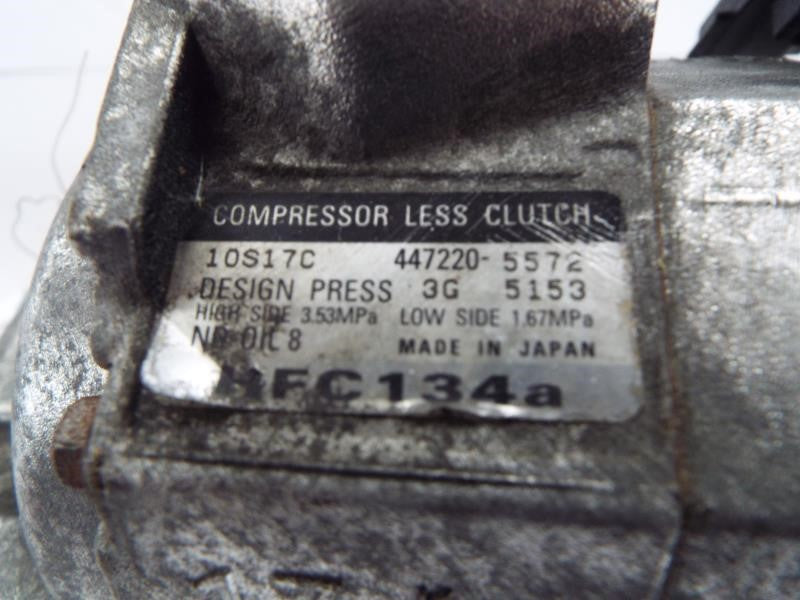 COMPRESSOR LESS CLUTCH
10S17C 447220-5572
DESIGN PRESS 3G 5153
HIGH SIDE 3.53MPa LOW SIDE 1.67MPa
ND-OIL 8 MADE IN JAPAN
HFC134a